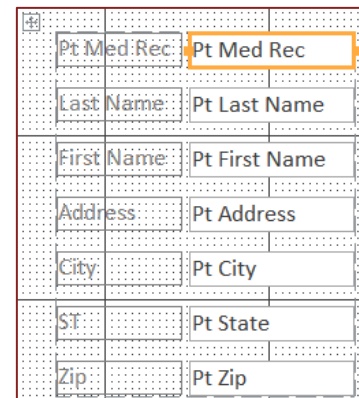 Pt Med Rec Pt Med Rec
Last Name Pt Last Name
First Name Pt First Name
Address Pt Address
City Pt City
ST Pt State
Zip Pt Zip